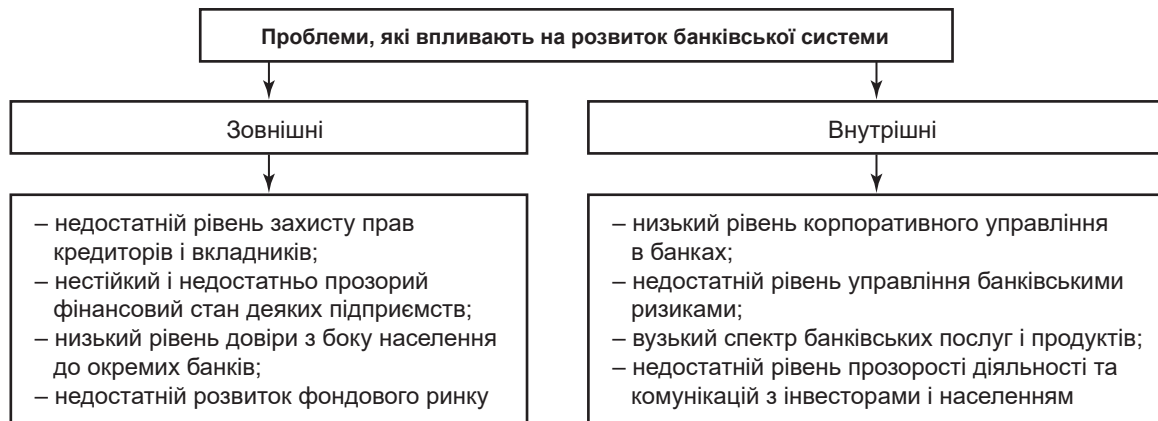 Проблеми, які впливають на розвиток банківської системи
Зовнішні
– недостатній рівень захисту прав
кредиторів і вкладників;
– нестійкий і недостатньо прозорий
фінансовий стан деяких підприємств;
– низький рівень довіри з боку населення
до окремих банків;
– недостатній розвиток фондового ринку
Внутрішні
– низький рівень корпоративного управління
в банках;
– недостатній рівень управління банківськими
ризиками;
– вузький спектр банківських послуг і продуктів;
– недостатній рівень прозорості діяльності та
комунікацій з інвесторами і населенням